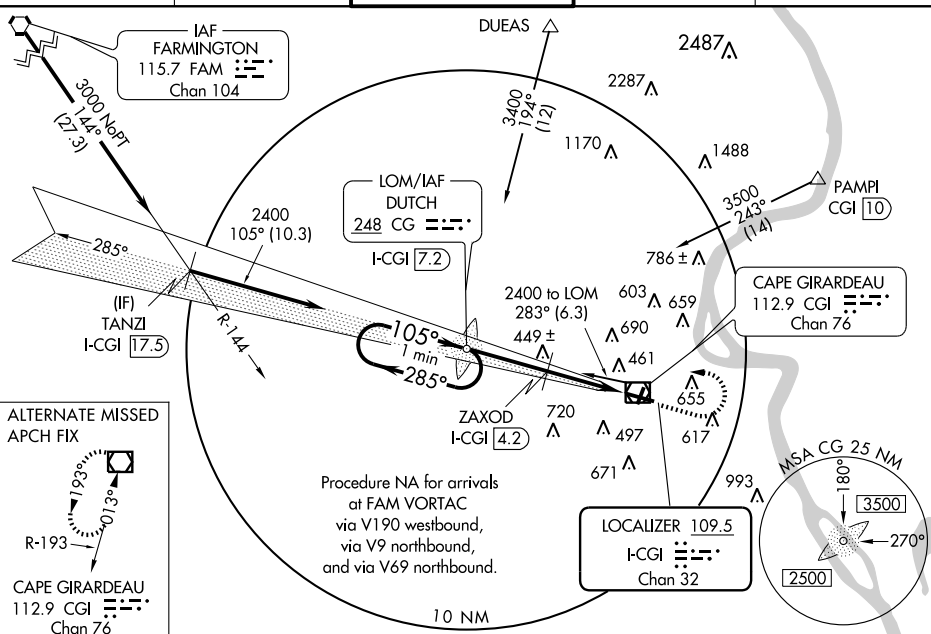 IAF
FARMINGTON
115.7 FAM
Chan 104
3000 NoPT
144°
(27.3)
DUEAS
3400
194°
(12)
2487
2287
1170
1488
PAMPI
CGI 10
3500
243°
(14)
LOM/IAF
DUTCH
248 CG
I-CGI 7.2
2400
105° (10.3)
285°
(IF)
TANZI
I-CGI 17.5
R-144
105°
1 min
285°
2400 to LOM
283° (6.3)
449 ±
786 ±
603
659
690
461
CAPE GIRARDEAU
112.9 CGI
Chan 76
655
617
ZAXOD
I-CGI 4.2
720
497
671
993
ALTERNATE MISSED
APCH FIX
193°
013°
R-193
CAPE GIRARDEAU
112.9 CGI
Chan 76
Procedure NA for arrivals
at FAM VORTAC
via V190 westbound,
via V9 northbound,
and via V69 northbound.
LOCALIZER 109.5
I-CGI
Chan 32
MSA CG 25 NM
180°
3500
270°
2500
10 NM